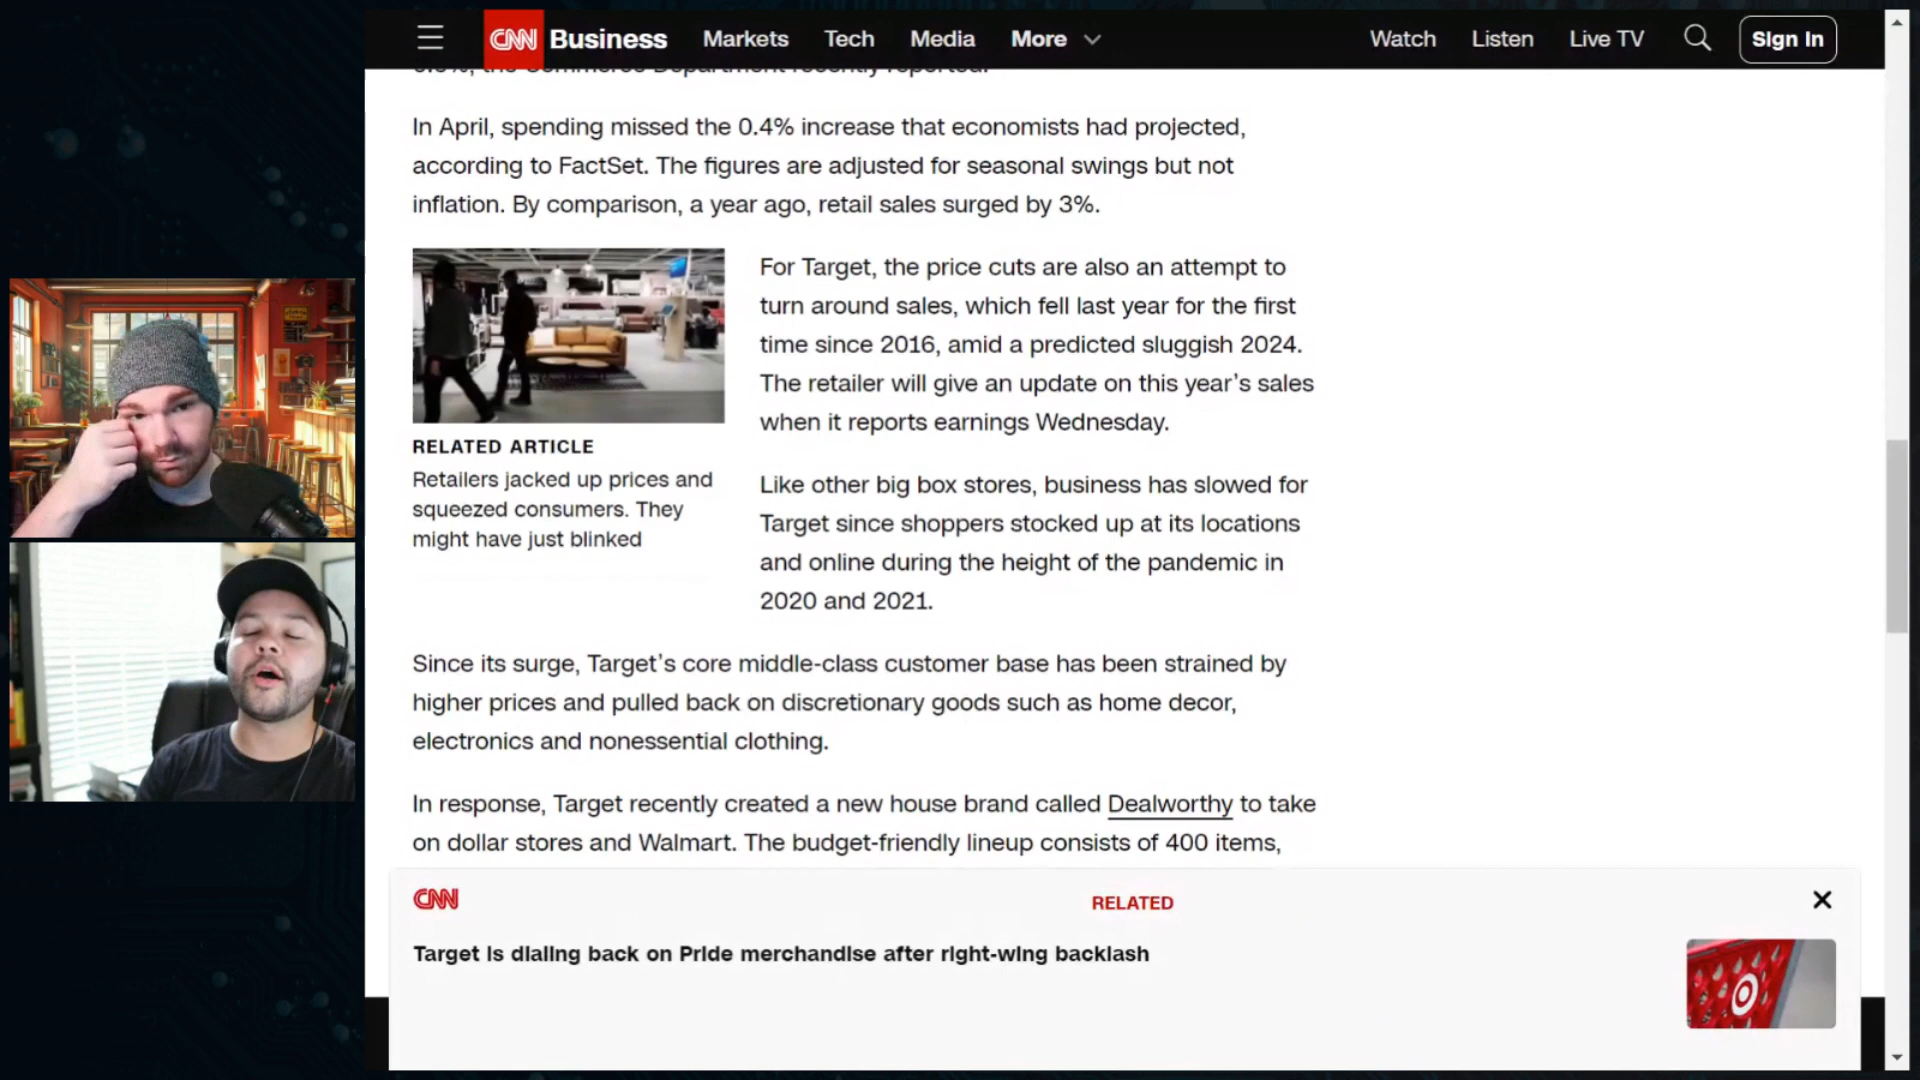 CNN Business Markets Tech Media More Watch Listen Live TV Sign In
the Commerce Department recently reported.
In April, spending missed the 0.4% increase that economists had projected,
according to FactSet. The figures are adjusted for seasonal swings but not
inflation. By comparison, a year ago, retail sales surged by 3%.
RELATED ARTICLE
Retailers jacked up prices and
squeezed consumers. They
might have just blinked
For Target, the price cuts are also an attempt to
turn around sales, which fell last year for the first
time since 2016, amid a predicted sluggish 2024.
The retailer will give an update on this year’s sales
when it reports earnings Wednesday.
Like other big box stores, business has slowed for
Target since shoppers stocked up at its locations
and online during the height of the pandemic in
2020 and 2021.
Since its surge, Target’s core middle-class customer base has been strained by
higher prices and pulled back on discretionary goods such as home decor,
electronics and nonessential clothing.
In response, Target recently created a new house brand called Dealworthy to take
on dollar stores and Walmart. The budget-friendly lineup consists of 400 items,
CNN
RELATED
Target is dialing back on Pride merchandise after right-wing backlash